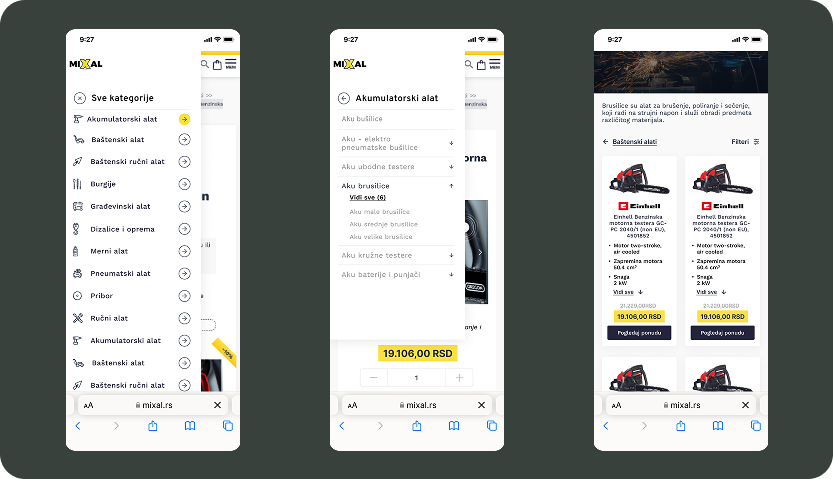 9:27
MIXAL
MENI
Sve kategorije
Akumulatorski alat
Baštenski alat
Baštenski ručni alat
Burgije
Građevinski alat
Dizalice i oprema
Merni alat
Pneumatski alat
Pribor
Ručni alat
Akumulatorski alat
Baštenski alat
Baštenski ručni alat
-10%
AA mixal.rs
9:27
MIXAL
MENI
Akumulatorski alat
Aku bušilice
Aku - elektro
pneumatske bušilice
Aku ubodne testere
Aku brusilice
Vidi sve (6)
Aku male brusilice
Aku srednje brusilice
Aku velike brusilice
Aku kružne testere
Aku baterije i punjači
19.106,00 RSD
1
AA mixal.rs
9:27
Brusilice su alat za brušenje, poliranje i sečenje,
koji radi na strujni napon i služi obradi predmeta
različitog materijala.
Baštenski alati
Filteri
Einhell
Einhell Benzinska
motorna testera GC-
PC 2040/1 (non EU),
4501852
• Motor two-stroke,
air cooled
• Zapremina motora
50.4 cm³
• Snaga
2 kW
Vidi sve
21.229,00RSD
19.106,00 RSD
Pogledaj ponudu
Einhell
Einhell Benzinska
motorna testera GC-
PC 2040/1 (non EU),
4501852
• Motor two-stroke,
air cooled
• Zapremina motora
50.4 cm³
• Snaga
2 kW
Vidi sve
21.229,00RSD
19.106,00 RSD
Pogledaj ponudu
AA mixal.rs